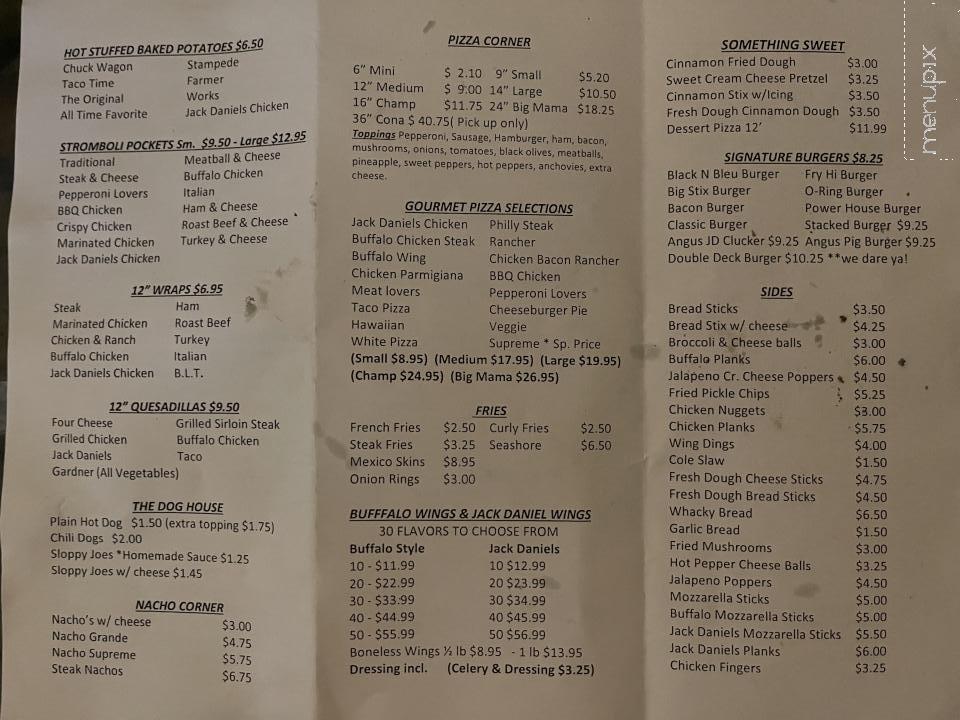 HOT STUFFED BAKED POTATOES $6.50
Chuck Wagon Stampede
Taco Time Farmer
The Original Works
All Time Favorite Jack Daniels Chicken
STROMBOLI POCKETS Sm. $9.50 - Large $12.95
Traditional Meatball & Cheese
Steak & Cheese Buffalo Chicken
Pepperoni Lovers Italian
BBQ Chicken Ham & Cheese
Crispy Chicken Roast Beef & Cheese
Marinated Chicken Turkey & Cheese
Jack Daniels Chicken
12" WRAPS $6.95
Steak Ham
Marinated Chicken Roast Beef
Chicken & Ranch Turkey
Buffalo Chicken Italian
Jack Daniels Chicken B.L.T.
12" QUESADILLAS $9.50
Four Cheese Grilled Sirloin Steak
Grilled Chicken Buffalo Chicken
Jack Daniels Taco
Gardner (All Vegetables)
THE DOG HOUSE
Plain Hot Dog $1.50 (extra topping $1.75)
Chili Dogs $2.00
Sloppy Joes *Homemade Sauce $1.25
Sloppy Joes w/ cheese $1.45
NACHO CORNER
Nacho's w/ cheese $3.00
Nacho Grande $4.75
Nacho Supreme $5.75
Steak Nachos $6.75
PIZZA CORNER
6" Mini $ 2.10 9" Small $5.20
12" Medium $ 9:00 14" Large $10.50
16" Champ $11.75 24" Big Mama $18.25
36" Cona $ 40.75( Pick up only)
Toppings Pepperoni, Sausage, Hamburger, ham, bacon,
mushrooms, onions, tomatoes, black olives, meatballs,
pineapple, sweet peppers, hot peppers, anchovies, extra
cheese.
GOURMET PIZZA SELECTIONS
Jack Daniels Chicken Philly Steak
Buffalo Chicken Steak Rancher
Buffalo Wing Chicken Bacon Rancher
Chicken Parmigiana BBQ Chicken
Meat lovers Pepperoni Lovers
Taco Pizza Cheeseburger Pie
Hawaiian Veggie
White Pizza Supreme * Sp. Price
(Small $8.95) (Medium $17.95) (Large $19.95)
(Champ $24.95) (Big Mama $26.95)
FRIES
French Fries $2.50 Curly Fries $2.50
Steak Fries $3.25 Seashore $6.50
Mexico Skins $8.95
Onion Rings $3.00
BUFFFALO WINGS & JACK DANIEL WINGS
30 FLAVORS TO CHOOSE FROM
Buffalo Style Jack Daniels
10 - $11.99 10 $12.99
20 - $22.99 20 $23.99
30 - $33.99 30 $34.99
40 - $44.99 40 $45.99
50 - $55.99 50 $56.99
Boneless Wings ½ lb $8.95 - 1 lb $13.95
Dressing incl. (Celery & Dressing $3.25)
SOMETHING SWEET
Cinnamon Fried Dough $3.00
Sweet Cream Cheese Pretzel $3.25
Cinnamon Stix w/Icing $3.50
Fresh Dough Cinnamon Dough $3.50
Dessert Pizza 12' $11.99
SIGNATURE BURGERS $8.25
Black N Bleu Burger Fry Hi Burger
Big Stix Burger O-Ring Burger
Bacon Burger Power House Burger
Classic Burger Stacked Burger $9.25
Angus JD Clucker $9.25 Angus Pig Burger $9.25
Double Deck Burger $10.25 **we dare ya!
SIDES
Bread Sticks $3.50
Bread Stix w/ cheese $4.25
Broccoli & Cheese balls $3.00
Buffalo Planks $6.00
Jalapeno Cr. Cheese Poppers $4.50
Fried Pickle Chips $5.25
Chicken Nuggets $3.00
Chicken Planks $5.75
Wing Dings $4.00
Cole Slaw $1.50
Fresh Dough Cheese Sticks $4.75
Fresh Dough Bread Sticks $4.50
Whacky Bread $6.50
Garlic Bread $1.50
Fried Mushrooms $3.00
Hot Pepper Cheese Balls $3.25
Jalapeno Poppers $4.50
Mozzarella Sticks $5.00
Buffalo Mozzarella Sticks $5.00
Jack Daniels Mozzarella Sticks $5.50
Jack Daniels Planks $6.00
Chicken Fingers $3.25
menupix